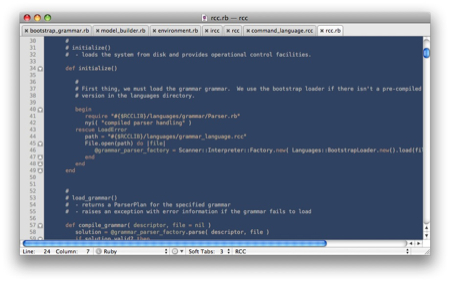 rcc.rb — rcc
bootstrap_grammar.rb model_builder.rb environment.rb ircc rcc command_language.rcc rcc.rb
30 #
31 # initialize()
32 # - loads the system from disk and provides operational control facilities.
33
34 def initialize()
35
36 #
37 # First thing, we must load the grammar grammar. We use the bootstrap loader if there isn't a pre-compiled
38 # version in the languages directory.
39
40 begin
41 require "#{$RCCLIB}/languages/grammar/Parser.rb"
42 nyi( "compiled parser handling" )
43 rescue LoadError
44 path = "#{$RCCLIB}/languages/grammar_language.rcc"
45 File.open(path) do |file|
46 @grammar_parser_factory = Scanner::Interpreter::Factory.new( Languages::BootstrapLoader.new().load(fil
47 end
48 end
49 end
50
51
52 #
53 # load_grammar()
54 # - returns a ParserPlan for the specified grammar
55 # - raises an exception with error information if the grammar fails to load
56
57 def compile_grammar( descriptor, file = nil )
58 solution = @grammar_parser_factory.parse( descriptor, file )
59 if solution.valid? then
Line: 24 Column: 7 Ruby Soft Tabs: 3 RCC